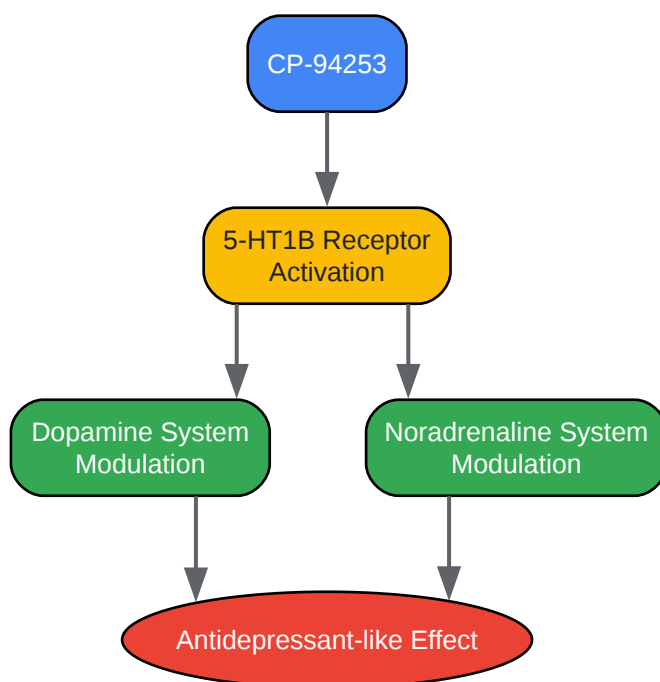 CP-94253
5-HT1B Receptor
Activation
Dopamine System
Modulation
Noradrenaline System
Modulation
Antidepressant-like Effect